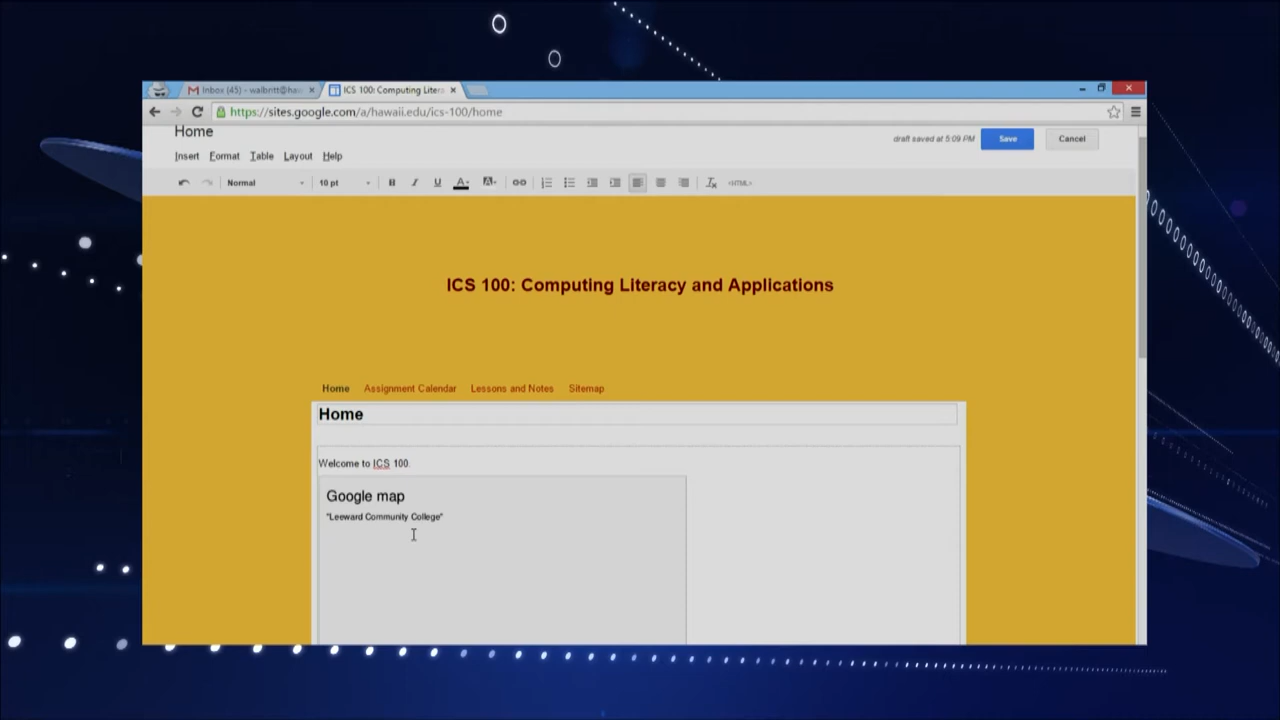 Inbox (45) - walbritt@haw
ICS 100: Computing Litera
https://sites.google.com/a/hawaii.edu/ics-100/home
Home
draft saved at 5:09 PM
Save
Cancel
Insert Format Table Layout Help
Normal 10 pt B I U A A <HTML>
ICS 100: Computing Literacy and Applications
Home Assignment Calendar Lessons and Notes Sitemap
Home
Welcome to ICS 100.
Google map
"Leeward Community College"